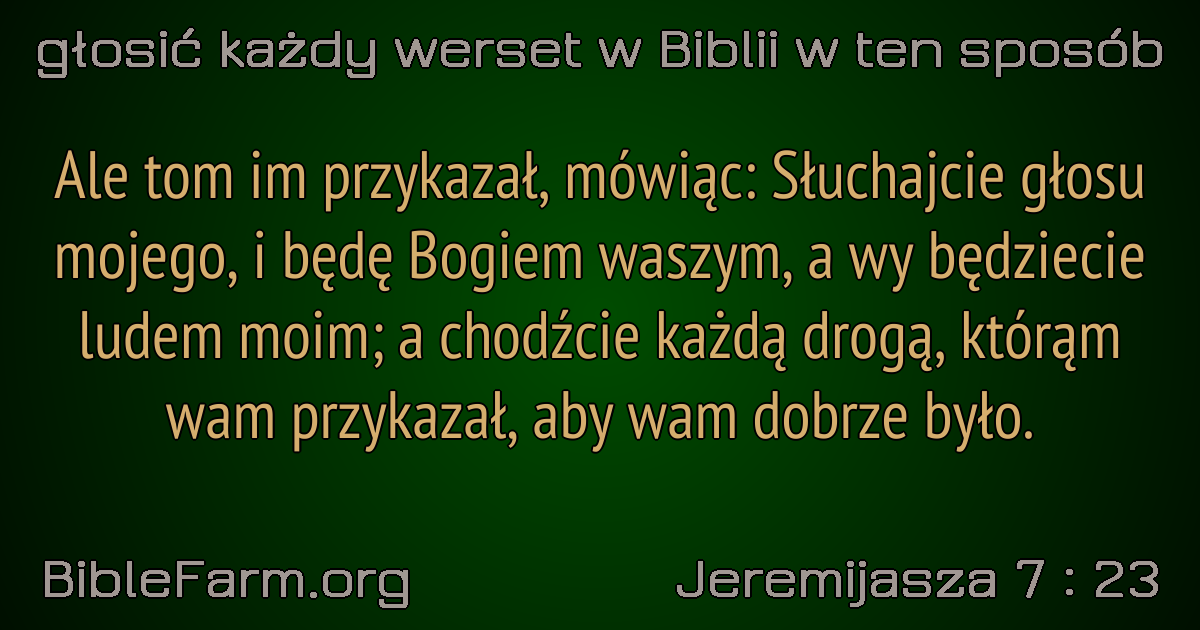 głosić każdy werset w Biblii w ten sposób
Ale tom im przykazał, mówiąc: Słuchajcie głosu
mojego, i będę Bogiem waszym, a wy będziecie
ludem moim; a chodźcie każdą drogą, którąm
wam przykazał, aby wam dobrze było.
BibleFarm.org
Jeremijasza 7 : 23